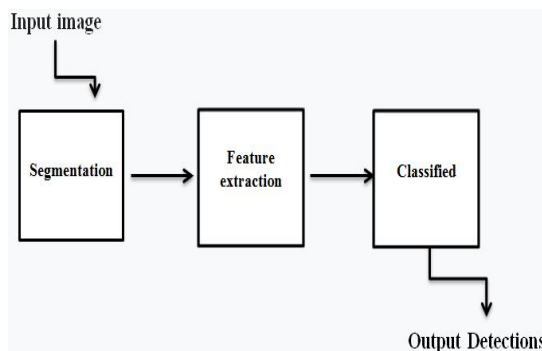 Input image
Segmentation
Feature
extraction
Classified
Output Detections